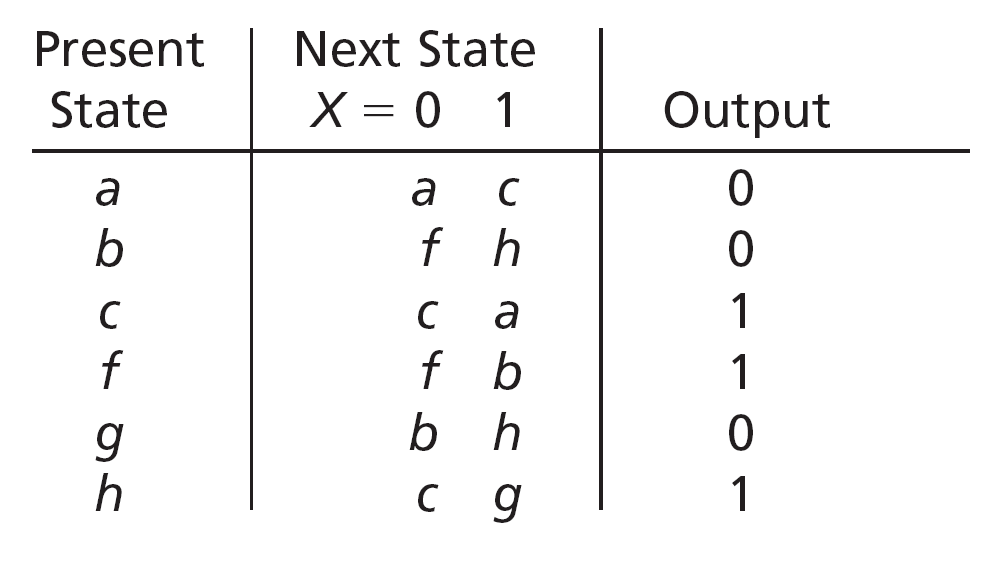 Present Next State
State X = 0 1 Output
a a c 0
b f h 0
c c a 1
f f b 1
g b h 0
h c g 1